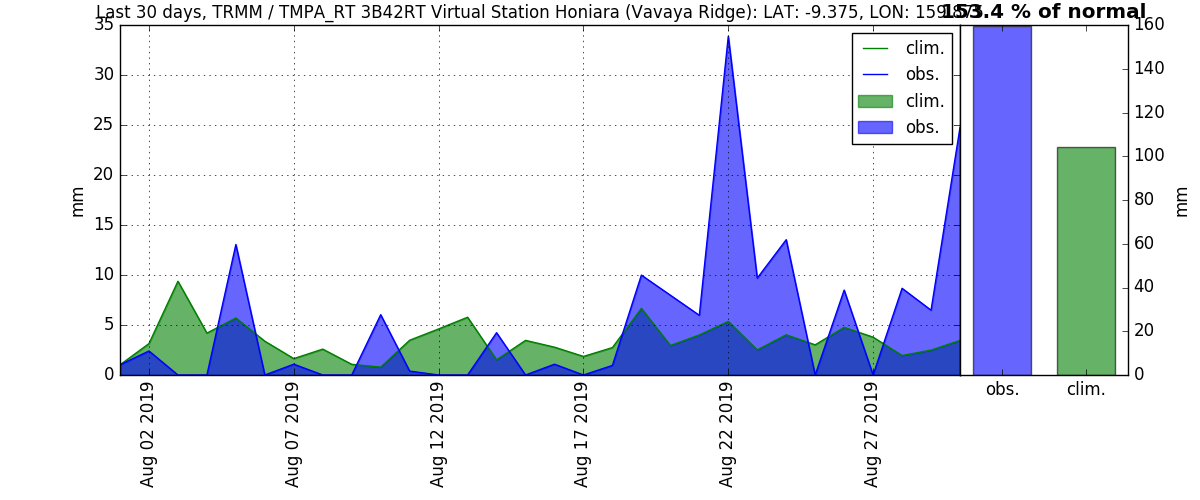 Last 30 days, TRMM / TMPA_RT 3B42RT Virtual Station Honiara (Vavaya Ridge): LAT: -9.375, LON:
153.4 % of normal
35
30
25
20
15
10
5
0
mm
clim.
obs.
clim.
obs.
Aug 02 2019
Aug 07 2019
Aug 12 2019
Aug 17 2019
Aug 22 2019
Aug 27 2019
160
140
120
100
80
60
40
20
0
mm
obs.
clim.